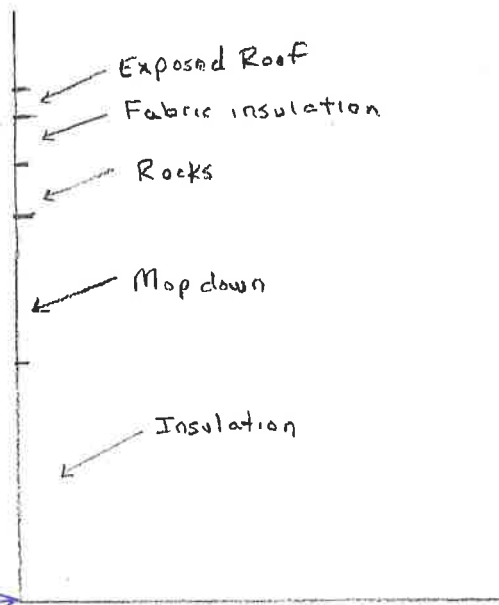 Exposed Roof
Fabric insulation
Rocks
Mop down
Insulation